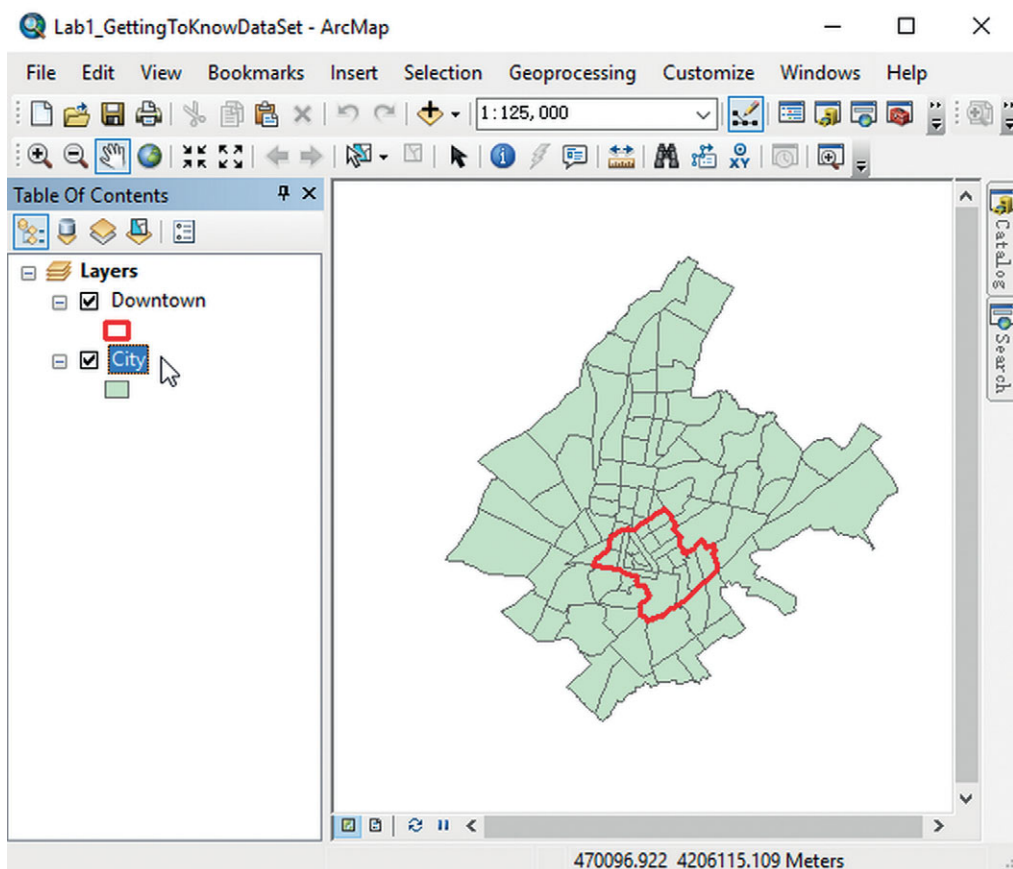 Lab1_GettingToKnowDataSet - ArcMap
File Edit View Bookmarks Insert Selection Geoprocessing Customize Windows Help
1:125,000
XY
Table Of Contents
Layers
Downtown
City
Catalog
Search
470096.922 4206115.109 Meters